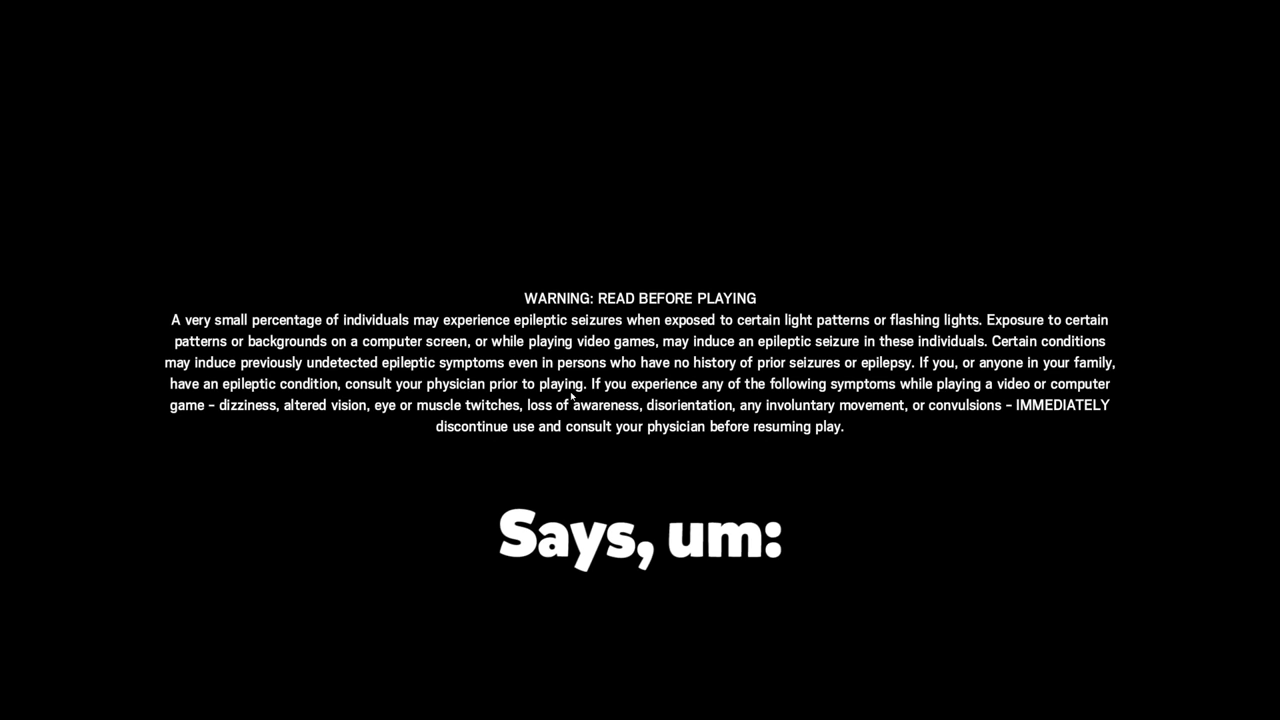 WARNING: READ BEFORE PLAYING
A very small percentage of individuals may experience epileptic seizures when exposed to certain light patterns or flashing lights. Exposure to certain
patterns or backgrounds on a computer screen, or while playing video games, may induce an epileptic seizure in these individuals. Certain conditions
may induce previously undetected epileptic symptoms even in persons who have no history of prior seizures or epilepsy. If you, or anyone in your family,
have an epileptic condition, consult your physician prior to playing. If you experience any of the following symptoms while playing a video or computer
game - dizziness, altered vision, eye or muscle twitches, loss of awareness, disorientation, any involuntary movement, or convulsions - IMMEDIATELY
discontinue use and consult your physician before resuming play.
Says, um: